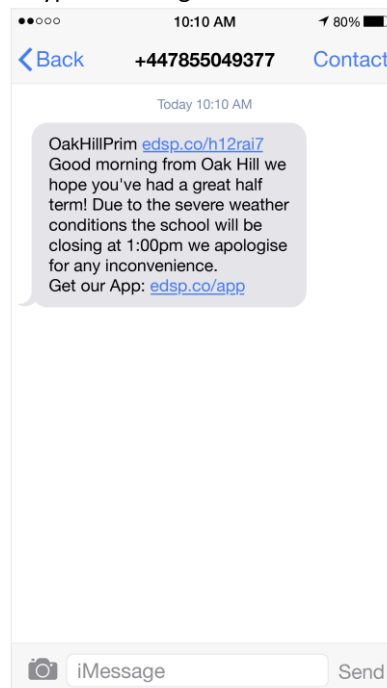 10:10 AM
80%
Back
+447855049377
Contact
Today 10:10 AM
OakHillPrim edsp.co/h12rai7
Good morning from Oak Hill we
hope you've had a great half
term! Due to the severe weather
conditions the school will be
closing at 1:00pm we apologise
for any inconvenience.
Get our App: edsp.co/app
iMessage
Send